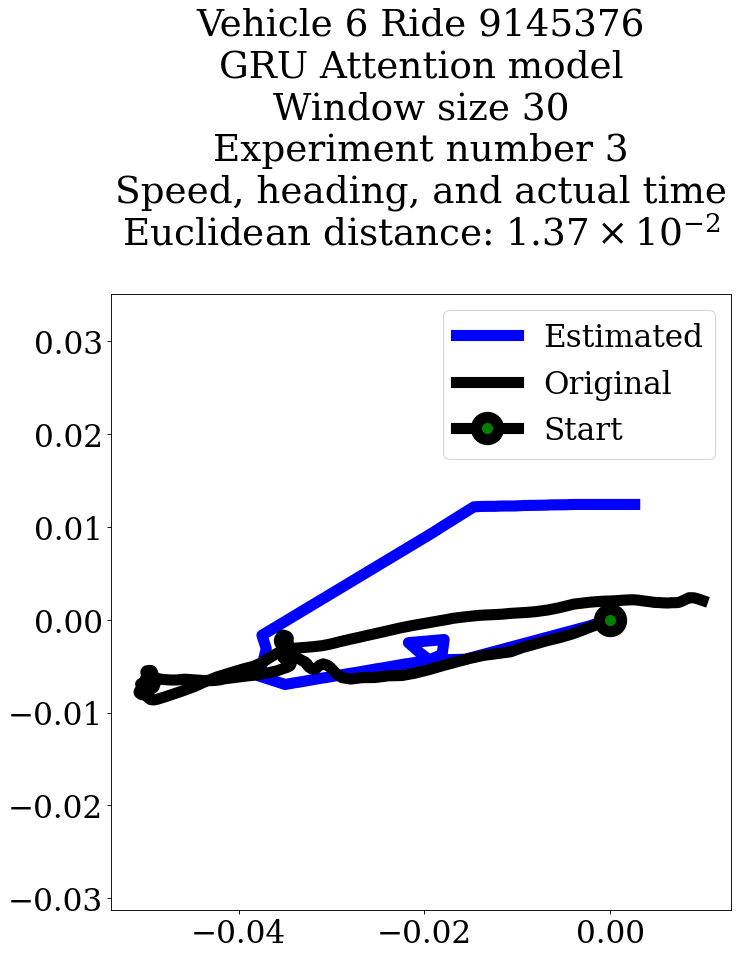 Vehicle 6 Ride 9145376
GRU Attention model
Window size 30
Experiment number 3
Speed, heading, and actual time
Euclidean distance: 1.37 × 10⁻²
Estimated
Original
Start
0.03
0.02
0.01
0.00
−0.01
−0.02
−0.03
−0.04
−0.02
0.00